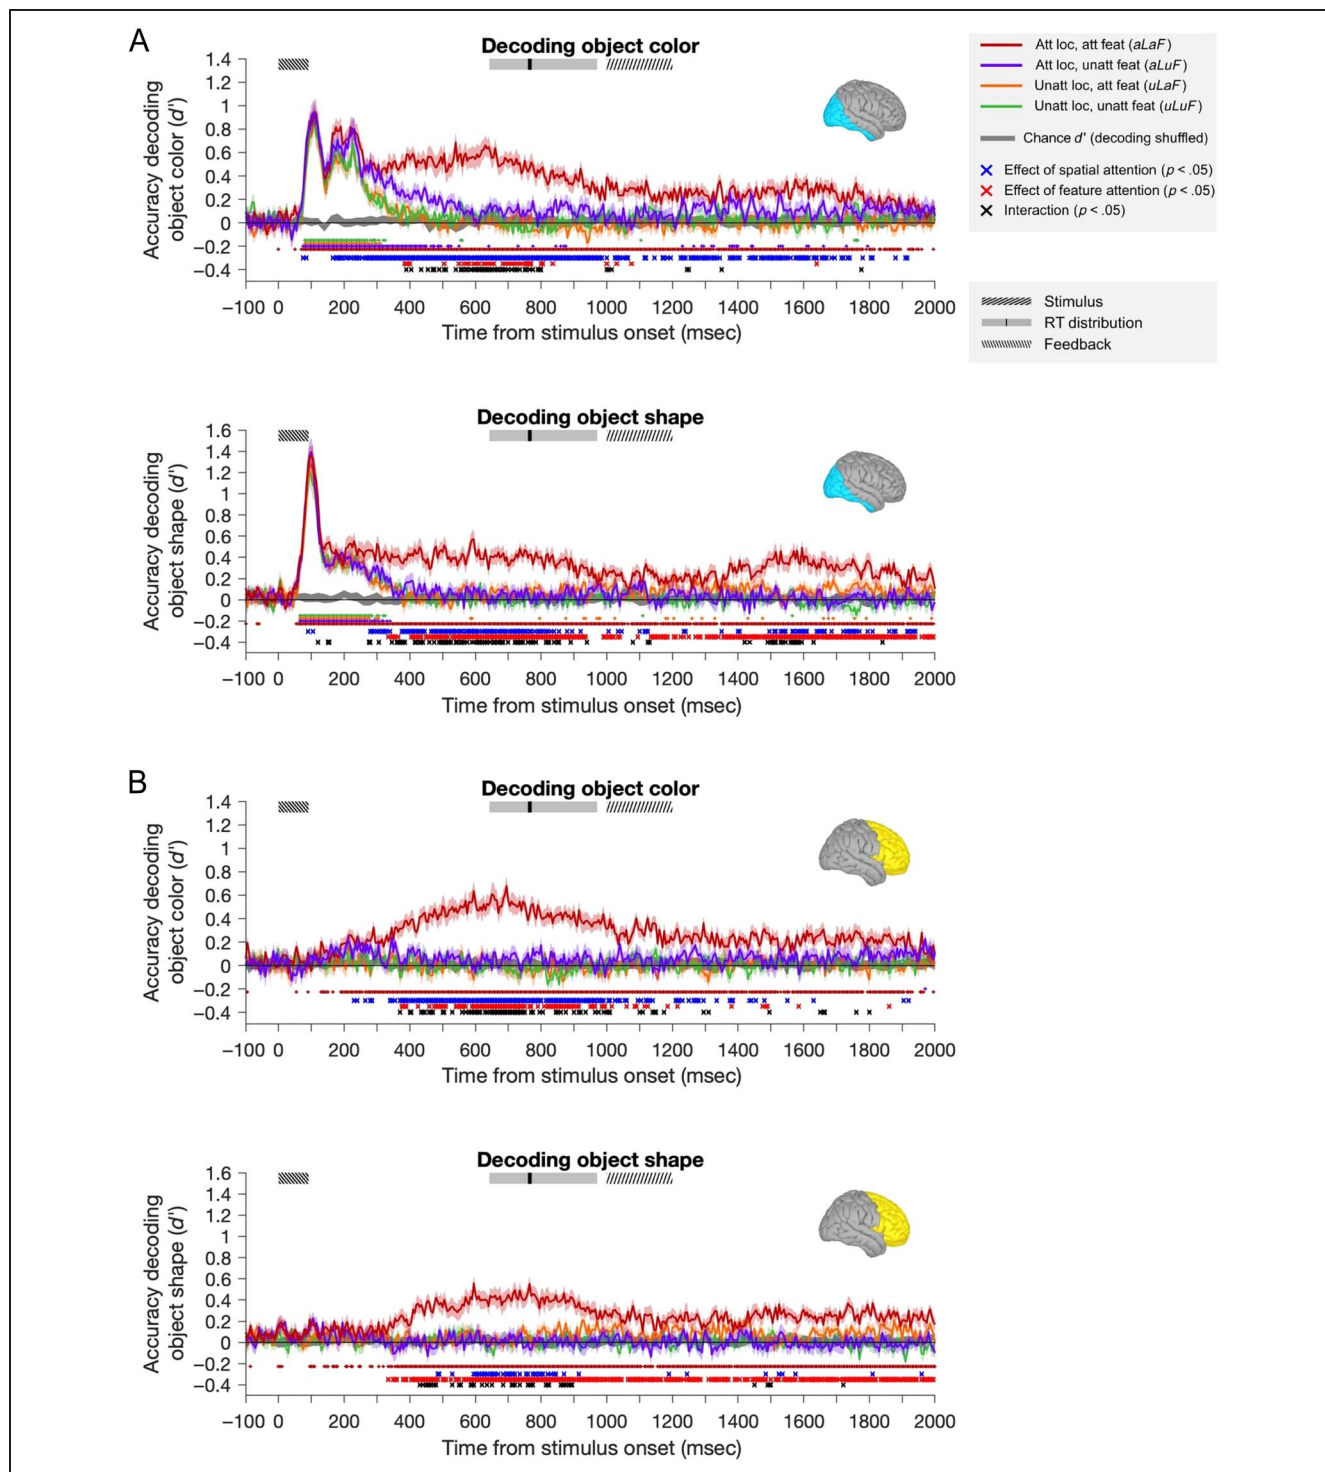 A
Decoding object color
Accuracy decoding
object color (d')
1.4
1.2
1
0.8
0.6
0.4
0.2
0
−0.2
−0.4
−100 0 200 400 600 800 1000 1200 1400 1600 1800 2000
Time from stimulus onset (msec)
Att loc, att feat (aLaF)
Att loc, unatt feat (aLuF)
Unatt loc, att feat (uLaF)
Unatt loc, unatt feat (uLuF)
Chance d' (decoding shuffled)
Effect of spatial attention (p < .05)
Effect of feature attention (p < .05)
Interaction (p < .05)
Stimulus
RT distribution
Feedback
Decoding object shape
Accuracy decoding
object shape (d')
1.6
1.4
1.2
1
0.8
0.6
0.4
0.2
0
−0.2
−0.4
−100 0 200 400 600 800 1000 1200 1400 1600 1800 2000
Time from stimulus onset (msec)
B
Decoding object color
Accuracy decoding
object color (d')
1.4
1.2
1
0.8
0.6
0.4
0.2
0
−0.2
−0.4
−100 0 200 400 600 800 1000 1200 1400 1600 1800 2000
Time from stimulus onset (msec)
Decoding object shape
Accuracy decoding
object shape (d')
1.6
1.4
1.2
1
0.8
0.6
0.4
0.2
0
−0.2
−0.4
−100 0 200 400 600 800 1000 1200 1400 1600 1800 2000
Time from stimulus onset (msec)